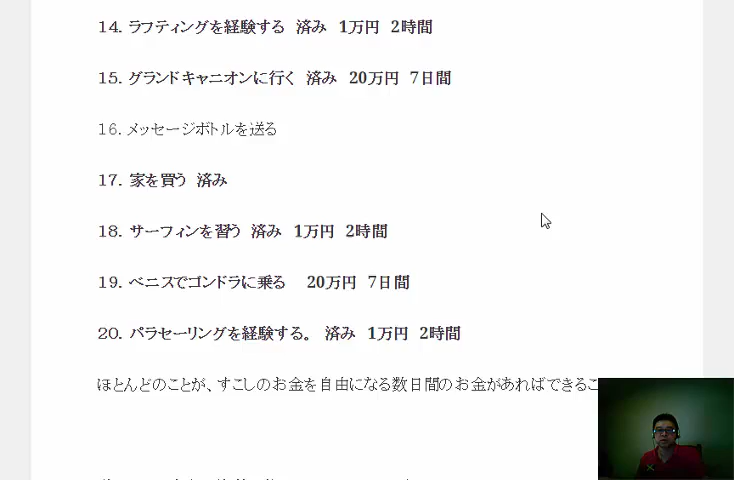 14. ラフティングを経験する 済み 1万円 2時間
15. グランドキャニオンに行く 済み 20万円 7日間
16. メッセージボトルを送る
17. 家を買う 済み
18. サーフィンを習う 済み 1万円 2時間
19. ベニスでゴンドラに乗る 20万円 7日間
20. パラセーリングを経験する。 済み 1万円 2時間
ほとんどのことが、すこしのお金を自由になる数日間のお金があればできるこ